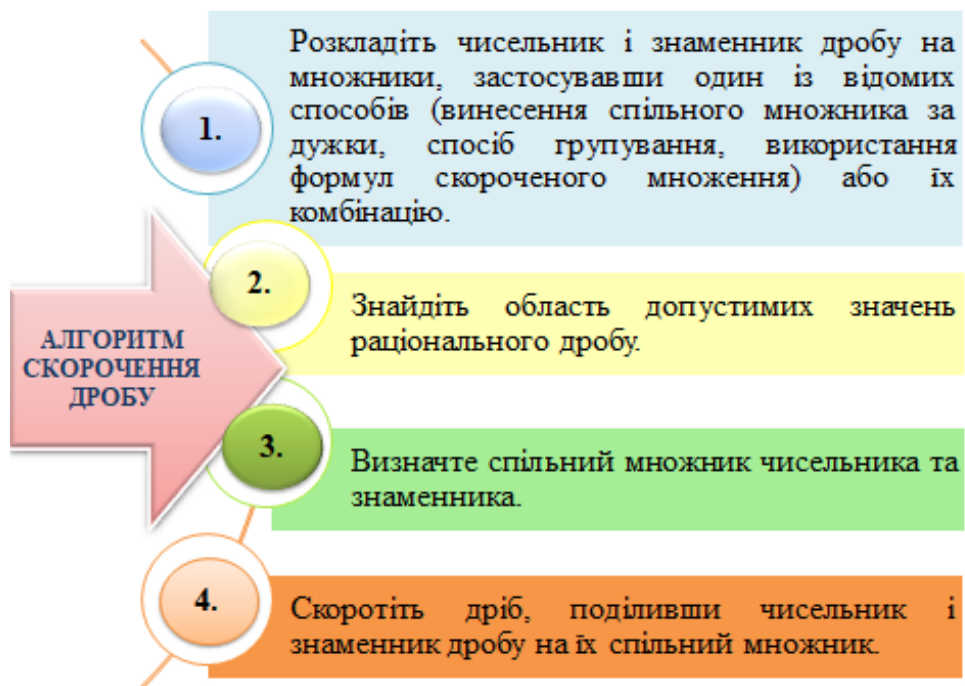 1.
Розкладіть чисельник і знаменник дробу на
множники, застосувавши один із відомих
способів (винесення спільного множника за
дужки, спосіб групування, використання
формул скороченого множення) або їх
комбінацію.
АЛГОРИТМ
СКОРОЧЕННЯ
ДРОБУ
2.
Знайдіть область допустимих значень
раціонального дробу.
3.
Визначте спільний множник чисельника та
знаменника.
4.
Скоротіть дріб, поділивши чисельник і
знаменник дробу на їх спільний множник.